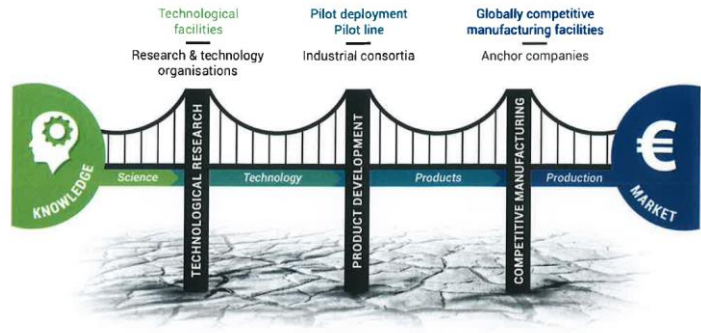 Technological
facilities
Research & technology
organisations
Pilot deployment
Pilot line
Industrial consortia
Globally competitive
manufacturing facilities
Anchor companies
KNOWLEDGE
Science
TECHNOLOGICAL RESEARCH
Technology
PRODUCT DEVELOPMENT
Products
COMPETITIVE MANUFACTURING
Production
€
MARKET